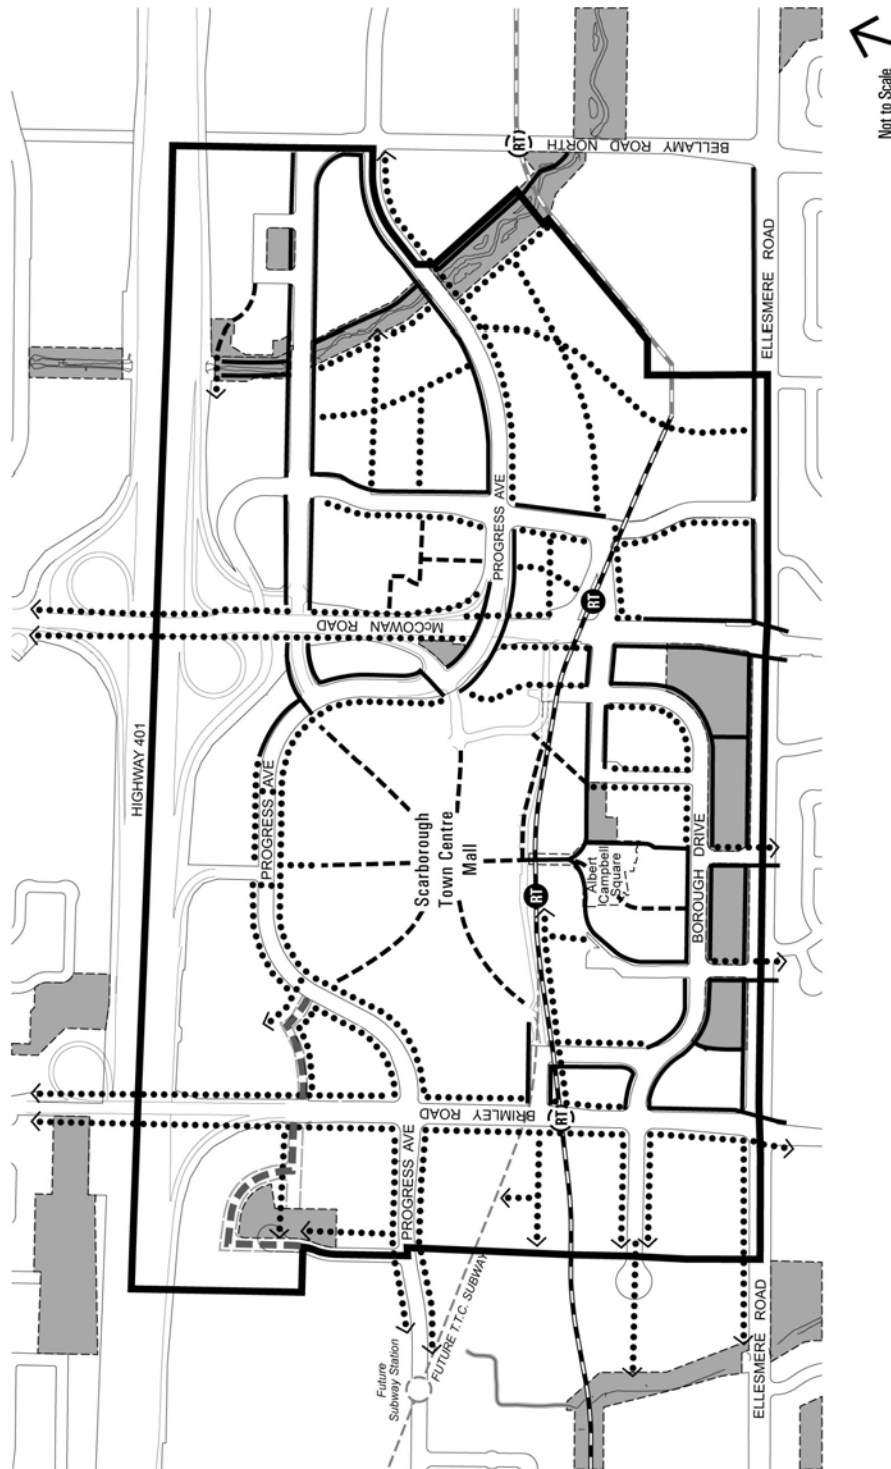 Not to Scale
RT
BELLAMY ROAD NORTH
ELLESMERE ROAD
PROGRESS AVE
RT
McCOWAN ROAD
HIGHWAY 401
PROGRESS AVE
Scarborough
Town Centre
Mall
Albert
Campbell
Square
BOROUGH DRIVE
RT
BRIMLEY ROAD
RT
PROGRESS AVE
FUTURE T.T.C. SUBWAY
Future
Subway Station
ELLESMERE ROAD